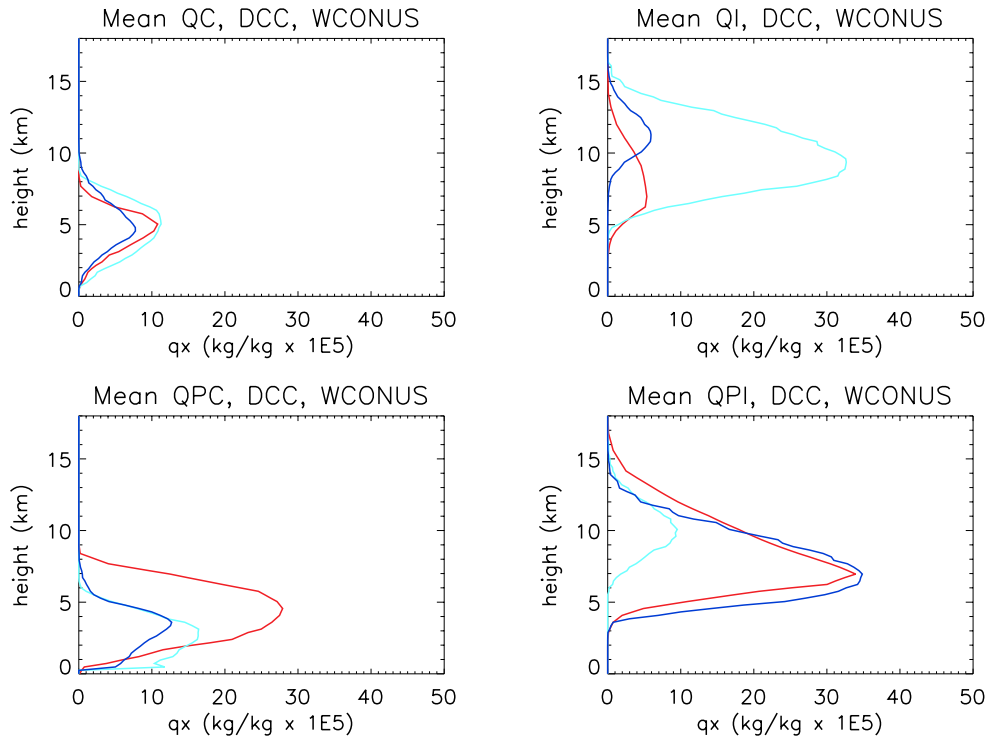 Mean QC, DCC, WCONUS
height (km)
15
10
5
0
0 10 20 30 40 50
qx (kg/kg x 1E5)
Mean QI, DCC, WCONUS
height (km)
15
10
5
0
0 10 20 30 40 50
qx (kg/kg x 1E5)
Mean QPC, DCC, WCONUS
height (km)
15
10
5
0
0 10 20 30 40 50
qx (kg/kg x 1E5)
Mean QPI, DCC, WCONUS
height (km)
15
10
5
0
0 10 20 30 40 50
qx (kg/kg x 1E5)